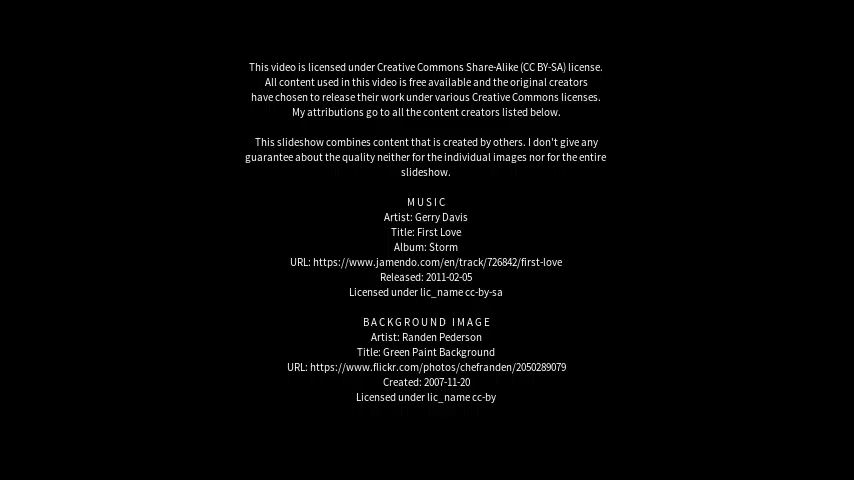 This video is licensed under Creative Commons Share-Alike (CC BY-SA) license.
All content used in this video is free available and the original creators
have chosen to release their work under various Creative Commons licenses.
My attributions go to all the content creators listed below.
This slideshow combines content that is created by others. I don't give any
guarantee about the quality neither for the individual images nor for the entire
slideshow.
MUSIC
Artist: Gerry Davis
Title: First Love
Album: Storm
URL: https://www.jamendo.com/en/track/726842/first-love
Released: 2011-02-05
Licensed under lic_name cc-by-sa
BACKGROUND IMAGE
Artist: Randen Pederson
Title: Green Paint Background
URL: https://www.flickr.com/photos/chefranden/2050289079
Created: 2007-11-20
Licensed under lic_name cc-by